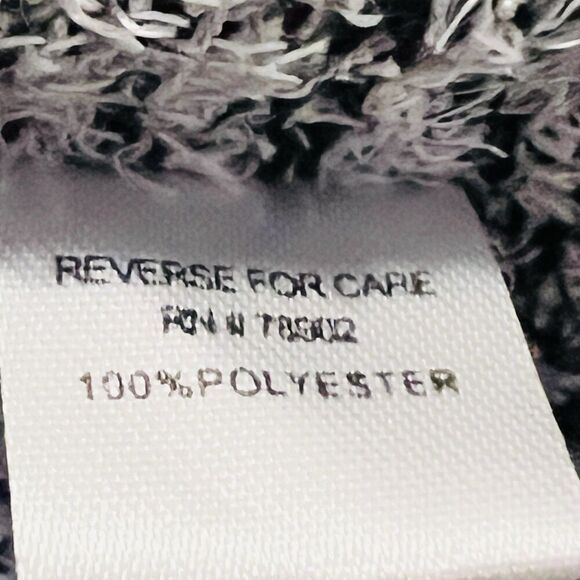 REVERSE FOR CARE
RN #
100% POLYESTER